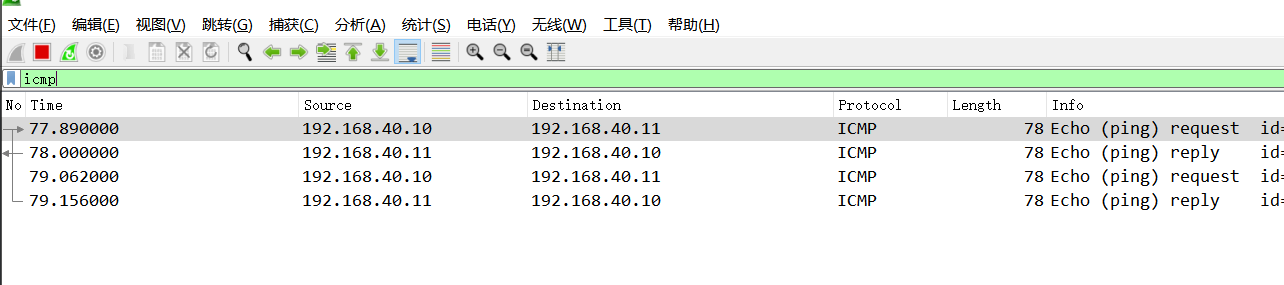 文件(F) 编辑(E) 视图(V) 跳转(G) 捕获(C) 分析(A) 统计(S) 电话(Y) 无线(W) 工具(T) 帮助(H)
icmp
No Time Source Destination Protocol Length Info
77.890000 192.168.40.10 192.168.40.11 ICMP 78 Echo (ping) request id=
78.000000 192.168.40.11 192.168.40.10 ICMP 78 Echo (ping) reply id=
79.062000 192.168.40.10 192.168.40.11 ICMP 78 Echo (ping) request id=
79.156000 192.168.40.11 192.168.40.10 ICMP 78 Echo (ping) reply id=